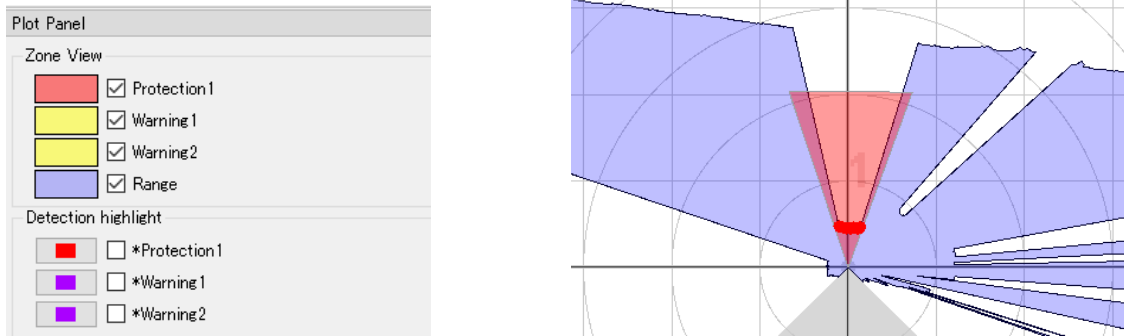 Plot Panel
Zone View
Protection1
Warning1
Warning2
Range
Detection highlight
*Protection1
*Warning1
*Warning2
1